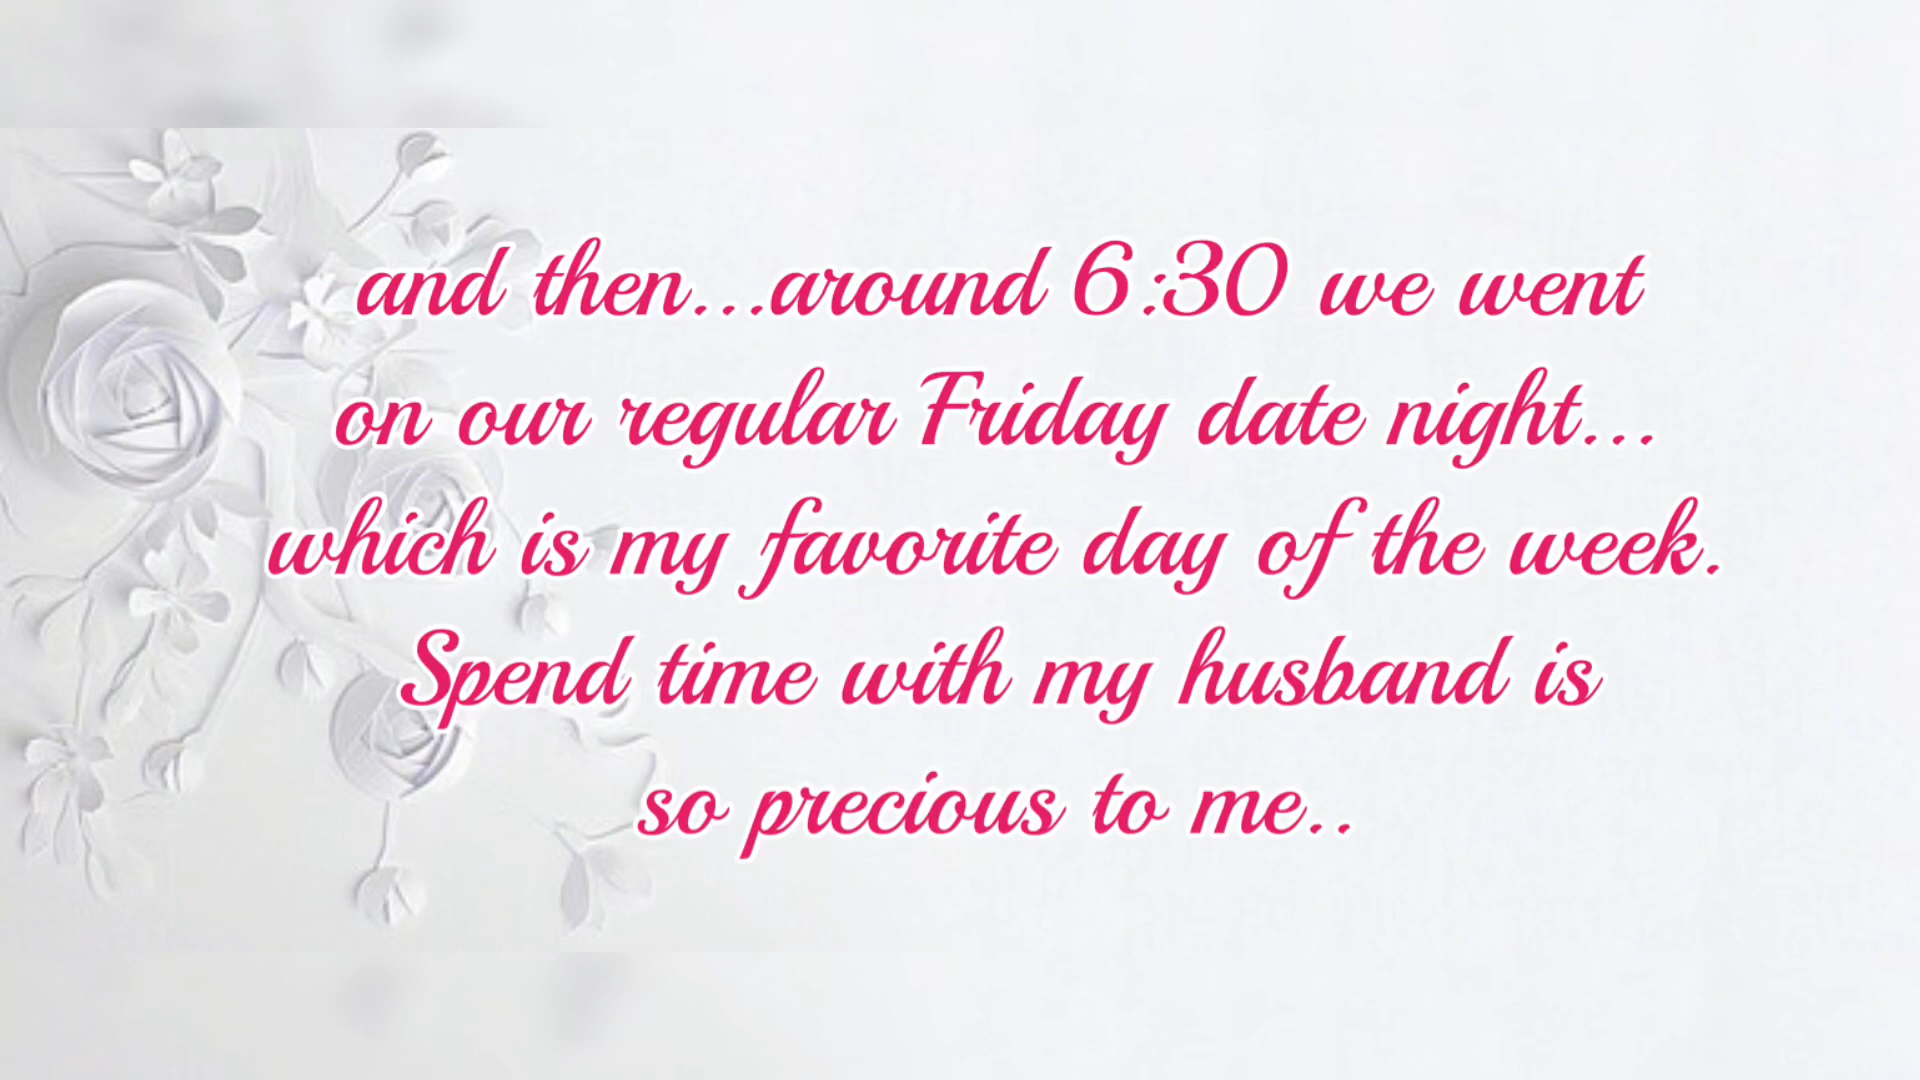 and then...around 6:30 we went
on our regular Friday date night...
which is my favorite day of the week.
Spend time with my husband is
so precious to me..